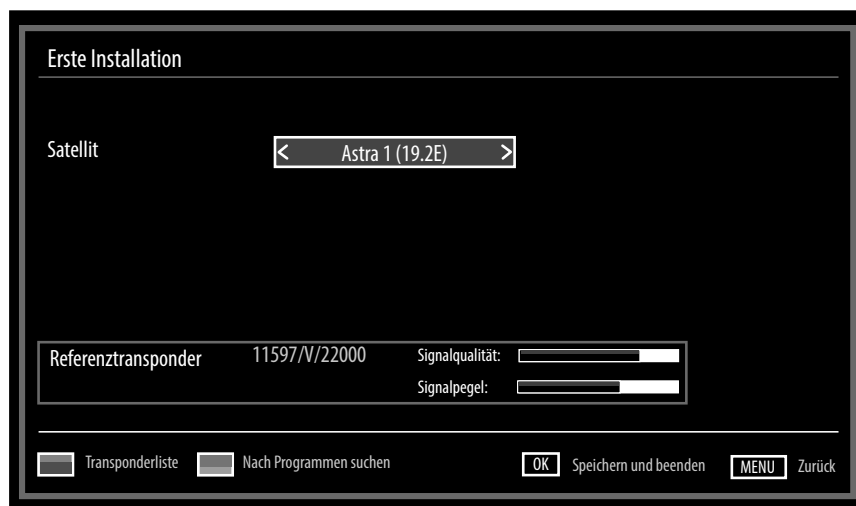 Erste Installation
Satellit < Astra 1 (19.2E) >
Referenztransponder 11597/V/22000 Signalqualität:
Signalpegel:
Transponderliste Nach Programmen suchen OK Speichern und beenden MENU Zurück